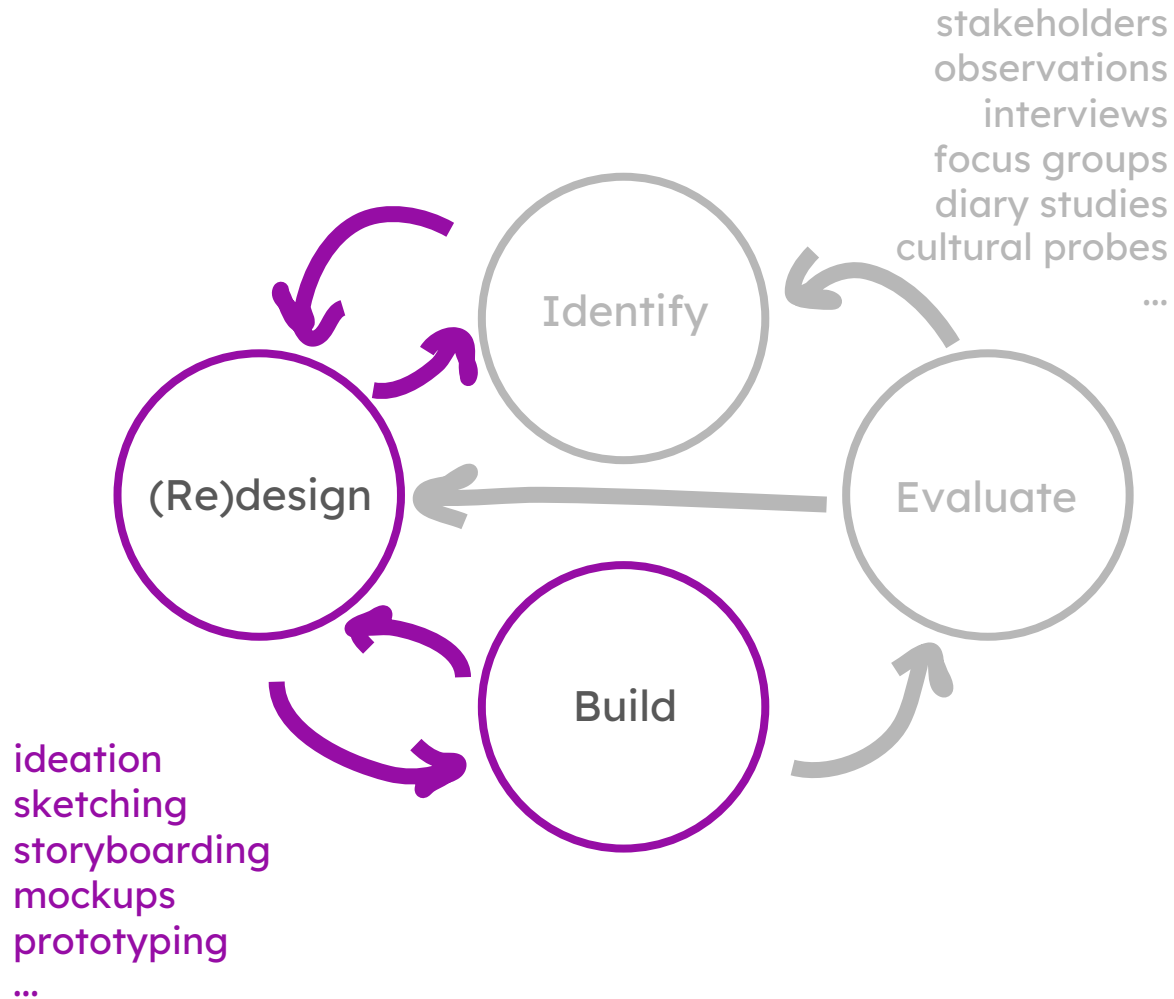 stakeholders
observations
interviews
focus groups
diary studies
cultural probes
...
Identify
(Re)design
Evaluate
Build
ideation
sketching
storyboarding
mockups
prototyping
...